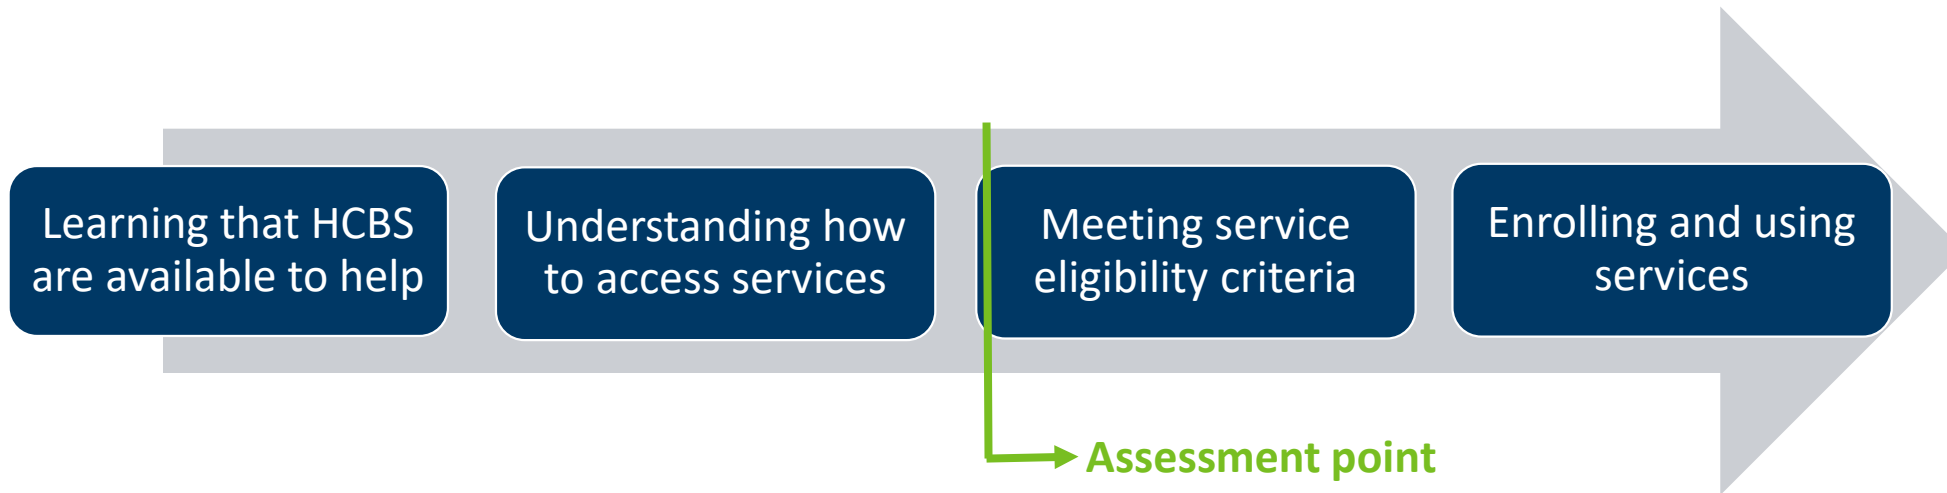 Learning that HCBS
are available to help
Understanding how
to access services
Meeting service
eligibility criteria
Enrolling and using
services
Assessment point